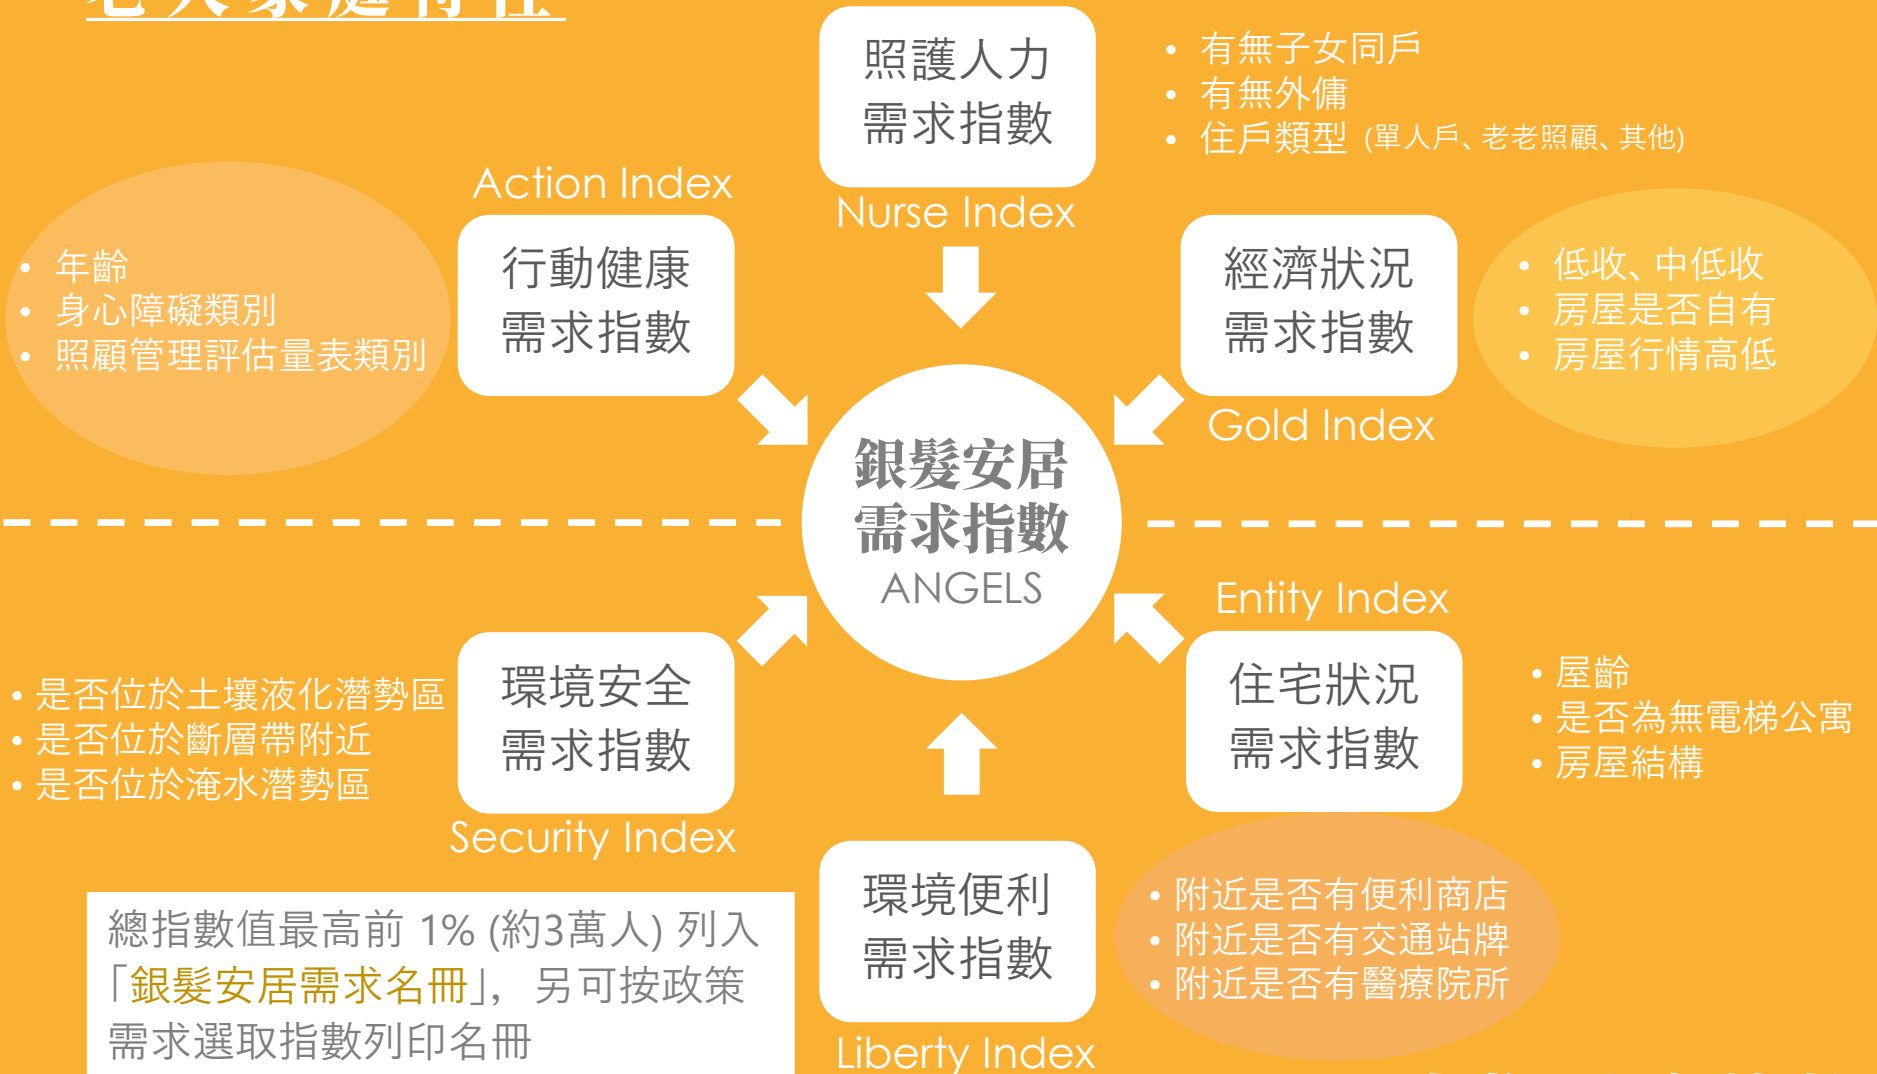 老人家庭特性
照護人力
需求指數
Nurse Index
• 有無子女同戶
• 有無外傭
• 住戶類型 (單人戶、老老照顧、其他)
Action Index
行動健康
需求指數
• 年齡
• 身心障礙類別
• 照顧管理評估量表類別
經濟狀況
需求指數
Gold Index
• 低收、中低收
• 房屋是否自有
• 房屋行情高低
銀髮安居
需求指數
ANGELS
環境安全
需求指數
Security Index
• 是否位於土壤液化潛勢區
• 是否位於斷層帶附近
• 是否位於淹水潛勢區
Entity Index
住宅狀況
需求指數
• 屋齡
• 是否為無電梯公寓
• 房屋結構
環境便利
需求指數
Liberty Index
• 附近是否有便利商店
• 附近是否有交通站牌
• 附近是否有醫療院所
總指數值最高前 1% (約3萬人) 列入
「銀髮安居需求名冊」，另可按政策
需求選取指數列印名冊